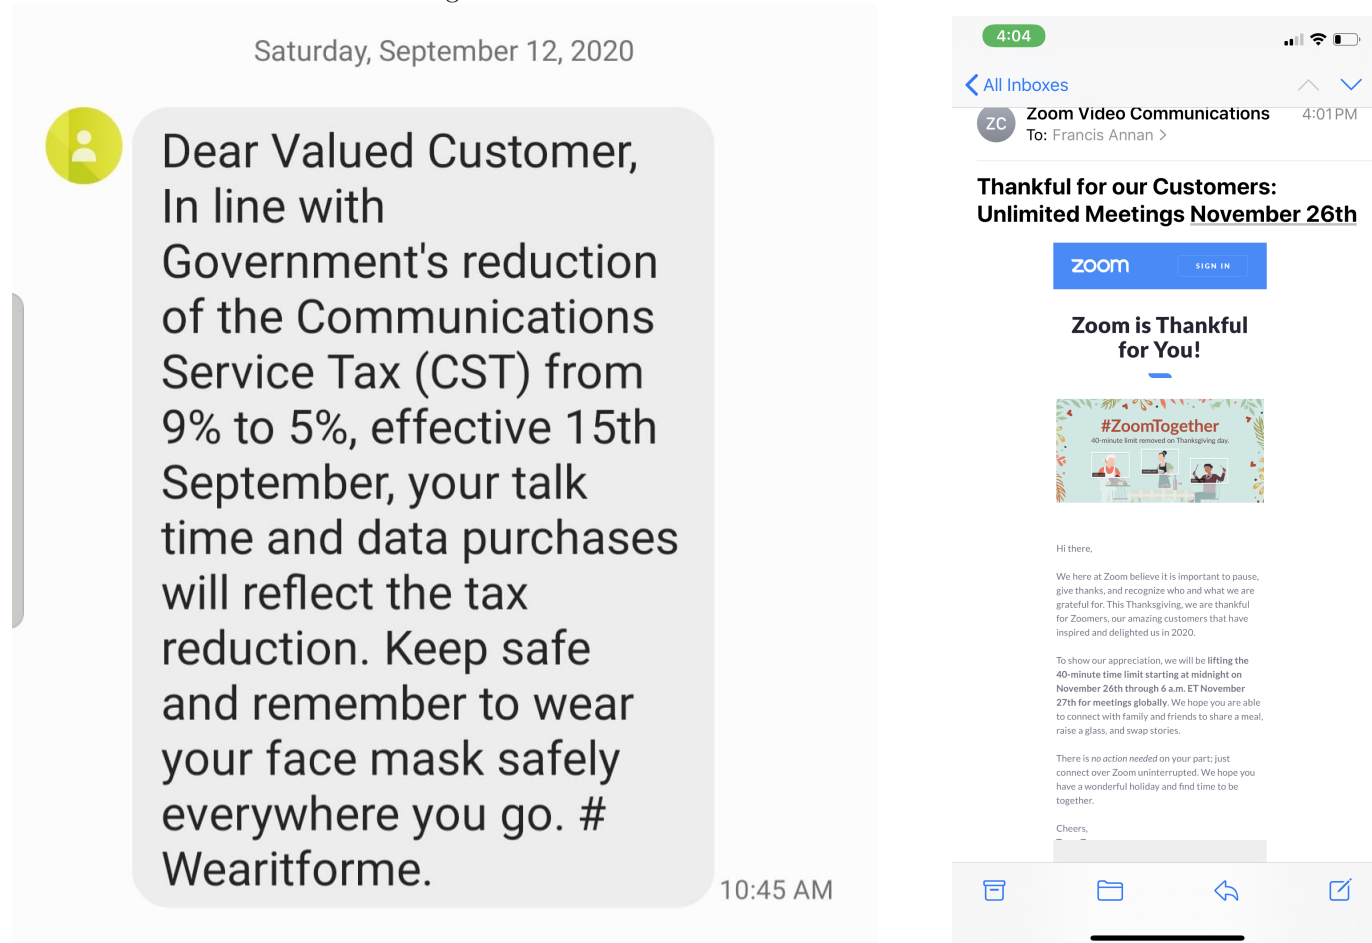 Saturday, September 12, 2020
Dear Valued Customer,
In line with
Government's reduction
of the Communications
Service Tax (CST) from
9% to 5%, effective 15th
September, your talk
time and data purchases
will reflect the tax
reduction. Keep safe
and remember to wear
your face mask safely
everywhere you go. #
Wearitforme.
10:45 AM
4:04
All Inboxes
ZC
Zoom Video Communications
4:01PM
To: Francis Annan >
Thankful for our Customers:
Unlimited Meetings November 26th
zoom
SIGN IN
Zoom is Thankful
for You!
#ZoomTogether
40-minute limit removed on Thanksgiving day.
Hi there,
We here at Zoom believe it is important to pause,
give thanks, and recognize who and what we are
grateful for. This Thanksgiving, we are thankful
for Zoomers, our amazing customers that have
inspired and delighted us in 2020.
To show our appreciation, we will be lifting the
40-minute time limit starting at midnight on
November 26th through 6 a.m. ET November
27th for meetings globally. We hope you are able
to connect with family and friends to share a meal,
raise a glass, and swap stories.
There is no action needed on your part; just
connect over Zoom uninterrupted. We hope you
have a wonderful holiday and find time to be
together.
Cheers,